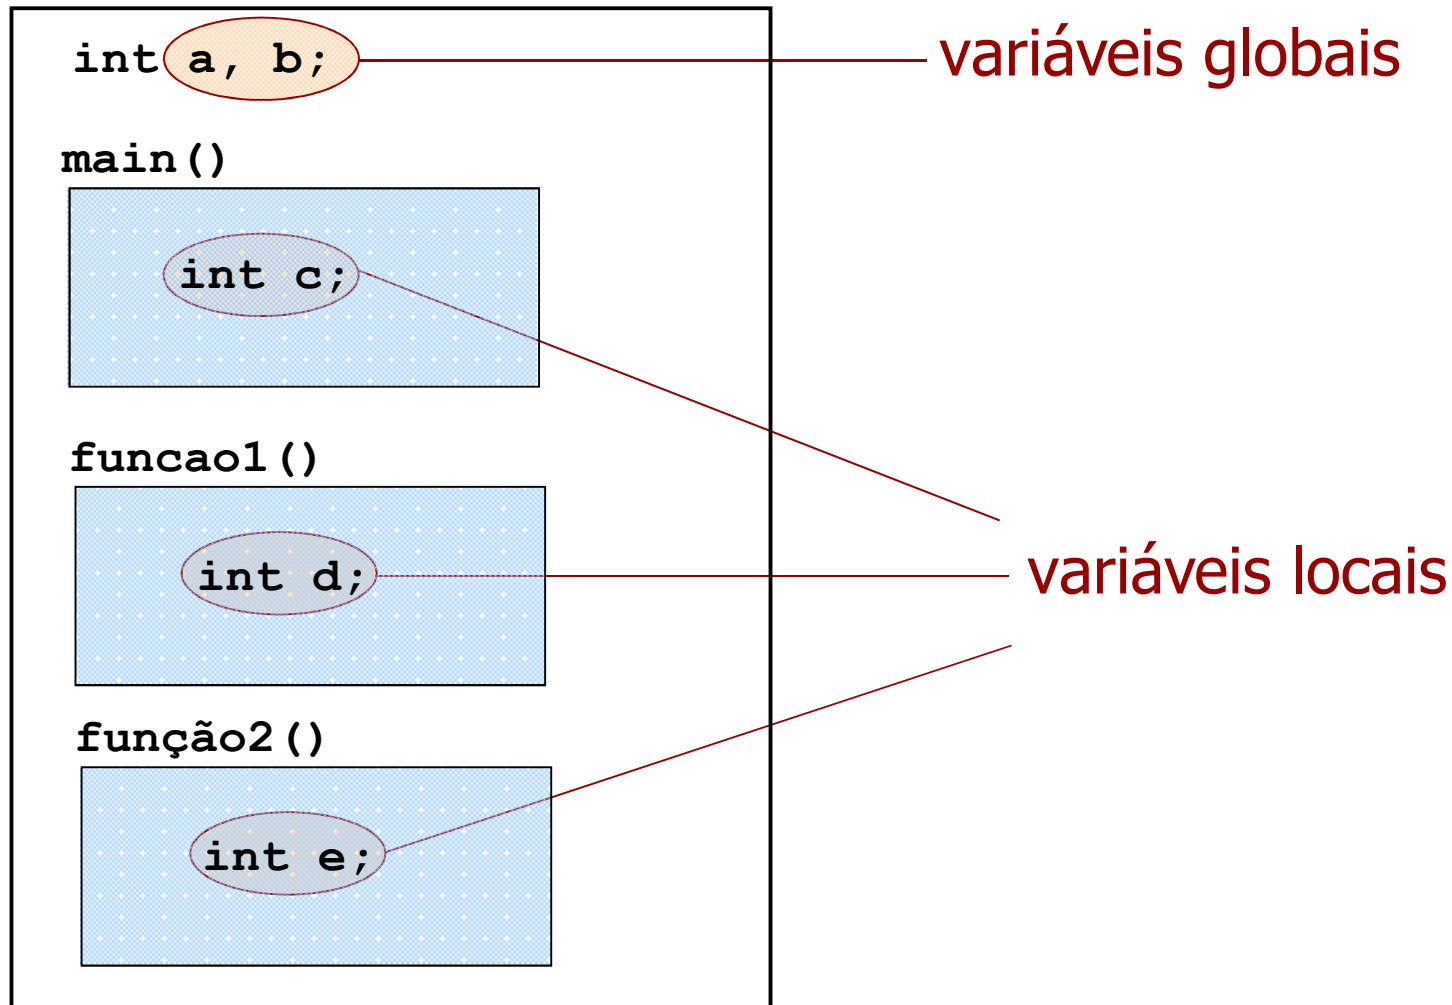 int a, b;
variáveis globais
main()
int c;
funcao1()
int d;
variáveis locais
função2()
int e;